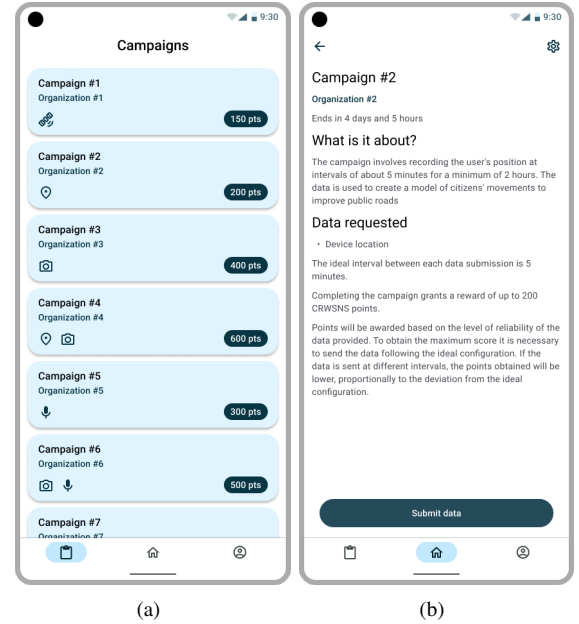 9:30
Campaigns
Campaign #1
Organization #1
150 pts
Campaign #2
Organization #2
200 pts
Campaign #3
Organization #3
400 pts
Campaign #4
Organization #4
600 pts
Campaign #5
Organization #5
300 pts
Campaign #6
Organization #6
500 pts
Campaign #7
Organization #7
(a)
9:30
Campaign #2
Organization #2
Ends in 4 days and 5 hours
What is it about?
The campaign involves recording the user's position at
intervals of about 5 minutes for a minimum of 2 hours. The
data is used to create a model of citizens' movements to
improve public roads
Data requested
• Device location
The ideal interval between each data submission is 5
minutes.
Completing the campaign grants a reward of up to 200
CRWSNS points.
Points will be awarded based on the level of reliability of the
data provided. To obtain the maximum score it is necessary
to send the data following the ideal configuration. If the
data is sent at different intervals, the points obtained will be
lower, proportionally to the deviation from the ideal
configuration.
Submit data
(b)